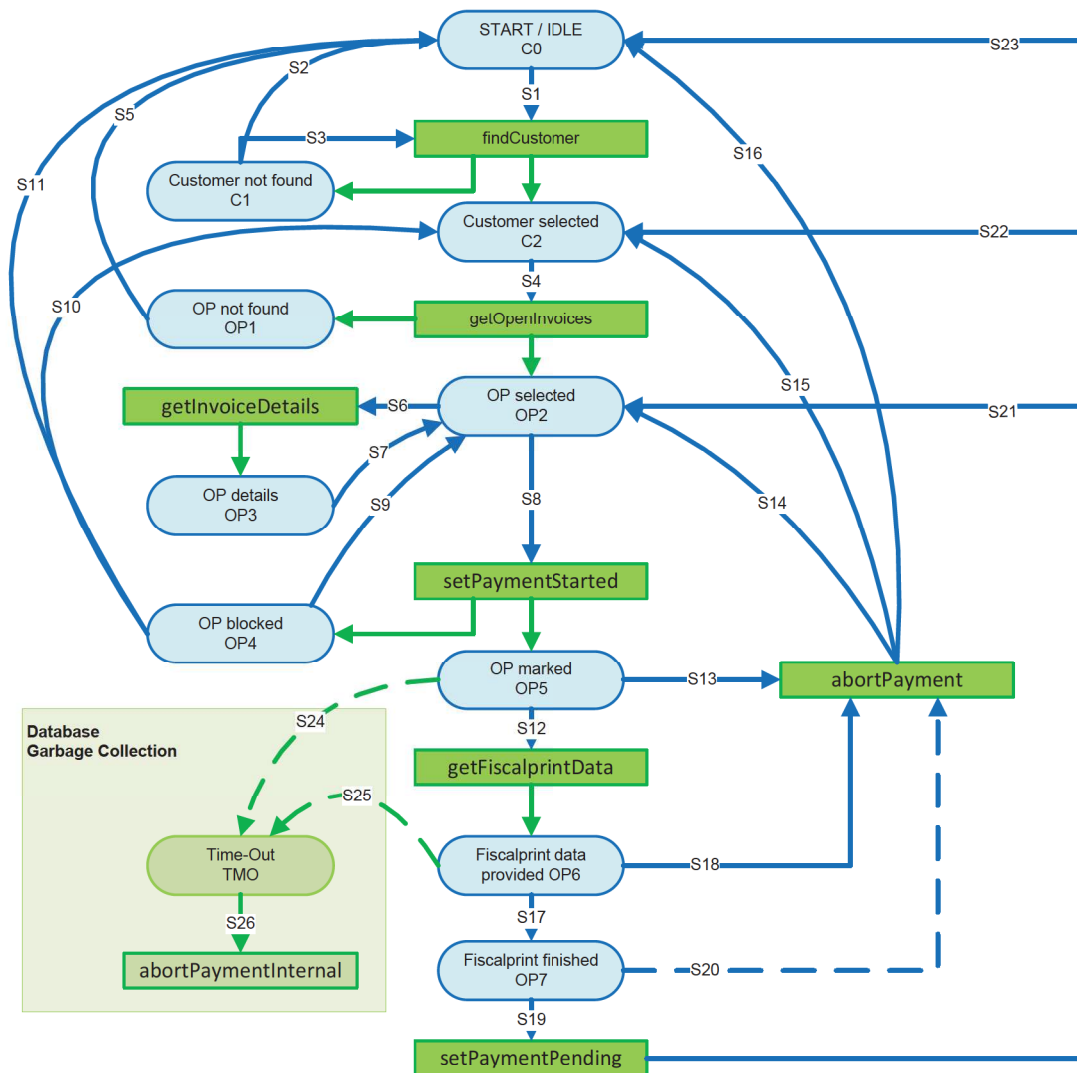 START / IDLE
C0
S23
S2
S1
S5
S3
findCustomer
S16
Customer not found
C1
S11
Customer selected
C2
S22
S4
S10
OP not found
OP1
getOpenInvoices
S15
OP selected
OP2
getInvoiceDetails
S6
S21
S7
OP details
OP3
S9
S8
S14
setPaymentStarted
OP blocked
OP4
OP marked
OP5
S13
abortPayment
S24
S12
Database
Garbage Collection
getFiscalprintData
S25
Time-Out
TMO
Fiscalprint data
provided OP6
S18
S17
S26
abortPaymentInternal
Fiscalprint finished
OP7
S20
S19
setPaymentPending